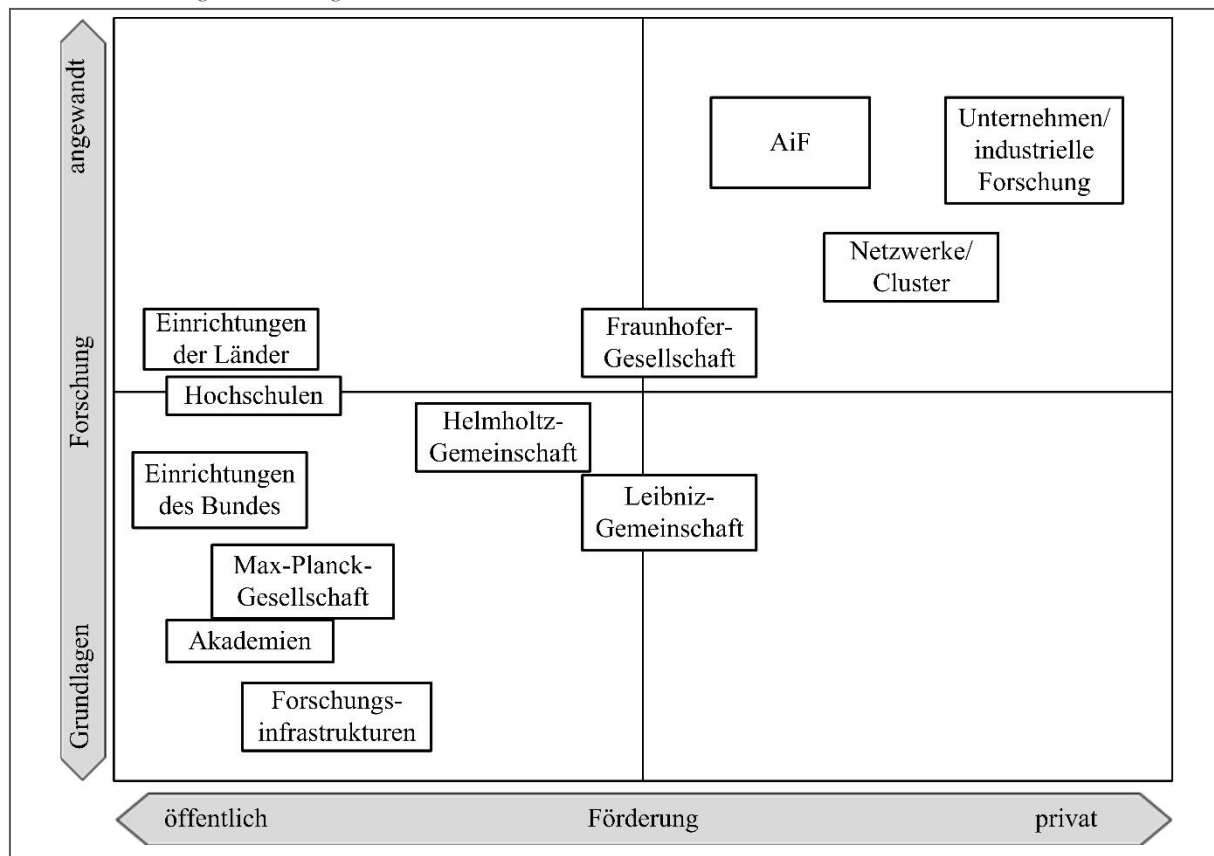 angewandt
Forschung
Grundlagen
AiF
Unternehmen/
industrielle
Forschung
Netzwerke/
Cluster
Einrichtungen
der Länder
Fraunhofer-
Gesellschaft
Hochschulen
Helmholtz-
Gemeinschaft
Einrichtungen
des Bundes
Leibniz-
Gemeinschaft
Max-Planck-
Gesellschaft
Akademien
Forschungs-
infrastrukturen
öffentlich
Förderung
privat